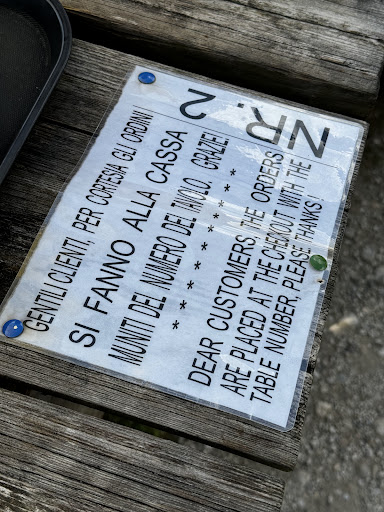 NR. 2
GENTILI CLIENTI, PER CORTESIA GLI ORDINI
SI FANNO ALLA CASSA
MUNITI DEL NUMERO DEL TAVOLO. GRAZIE!
* * * * * * * * *
DEAR CUSTOMERS, THE ORDERS
ARE PLACED AT THE CHEKOUT WITH THE
TABLE NUMBER, PLEASE. THANKS